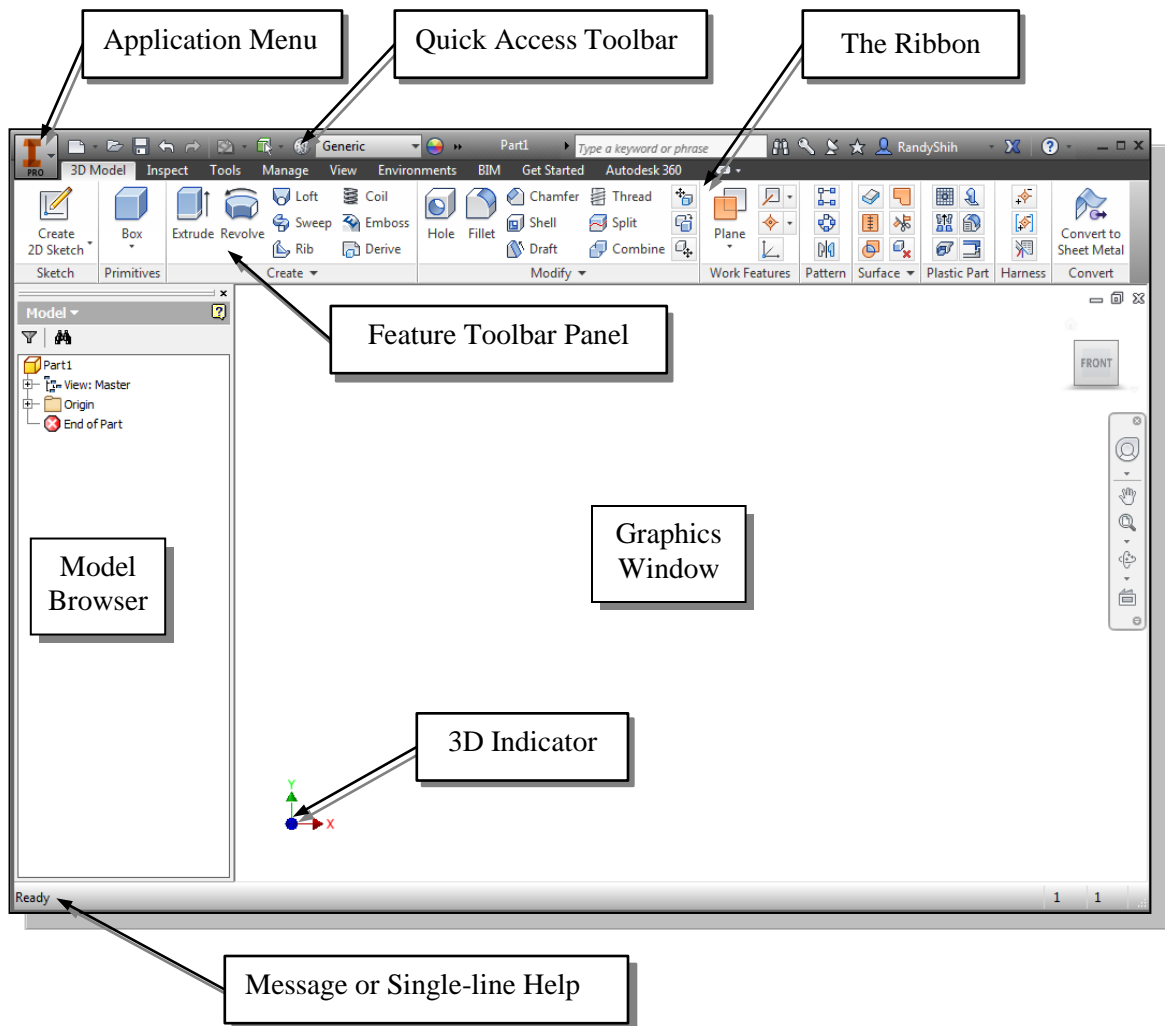 Application Menu
Quick Access Toolbar
The Ribbon
PRO
Generic
Part1
Type a keyword or phrase
RandyShih
3D Model Inspect Tools Manage View Environments BIM Get Started Autodesk 360
Create
2D Sketch
Box
Extrude Revolve
Loft
Sweep
Rib
Coil
Emboss
Derive
Hole Fillet
Chamfer
Shell
Draft
Thread
Split
Combine
Plane
Convert to
Sheet Metal
Sketch Primitives Create Modify Work Features Pattern Surface Plastic Part Harness Convert
Model
Part1
View: Master
Origin
End of Part
Feature Toolbar Panel
FRONT
Model
Browser
Graphics
Window
3D Indicator
Y
X
Ready
1 1
Message or Single-line Help